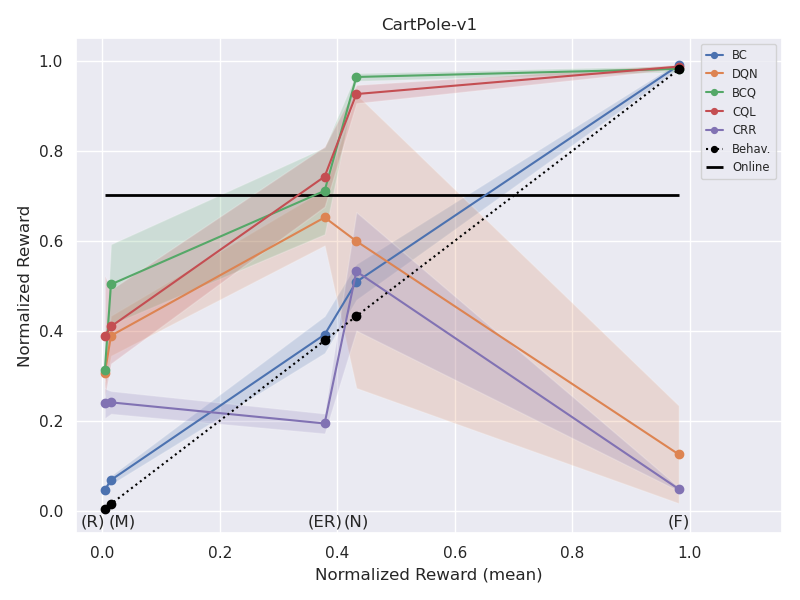 CartPole-v1
Normalized Reward
1.0
0.8
0.6
0.4
0.2
0.0
BC
DQN
BCQ
CQL
CRR
Behav.
Online
(R) (M) (ER) (N) (F)
0.0 0.2 0.4 0.6 0.8 1.0
Normalized Reward (mean)